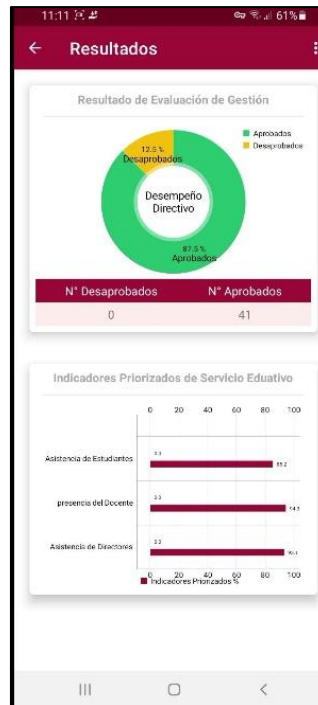 11:11
61%
Resultados
Resultado de Evaluación de Gestión
Aprobados
Desaprobados
12.5 %
Desaprobados
Desempeño
Directivo
87.5 %
Aprobados
N° Desaprobados N° Aprobados
0 41
Indicadores Priorizados de Servicio Eduativo
0 20 40 60 80 100
Asistencia de Estudiantes
presencia del Docente
Asistencia de Directores
0 20 40 60 80 100
Indicadores Priorizados %